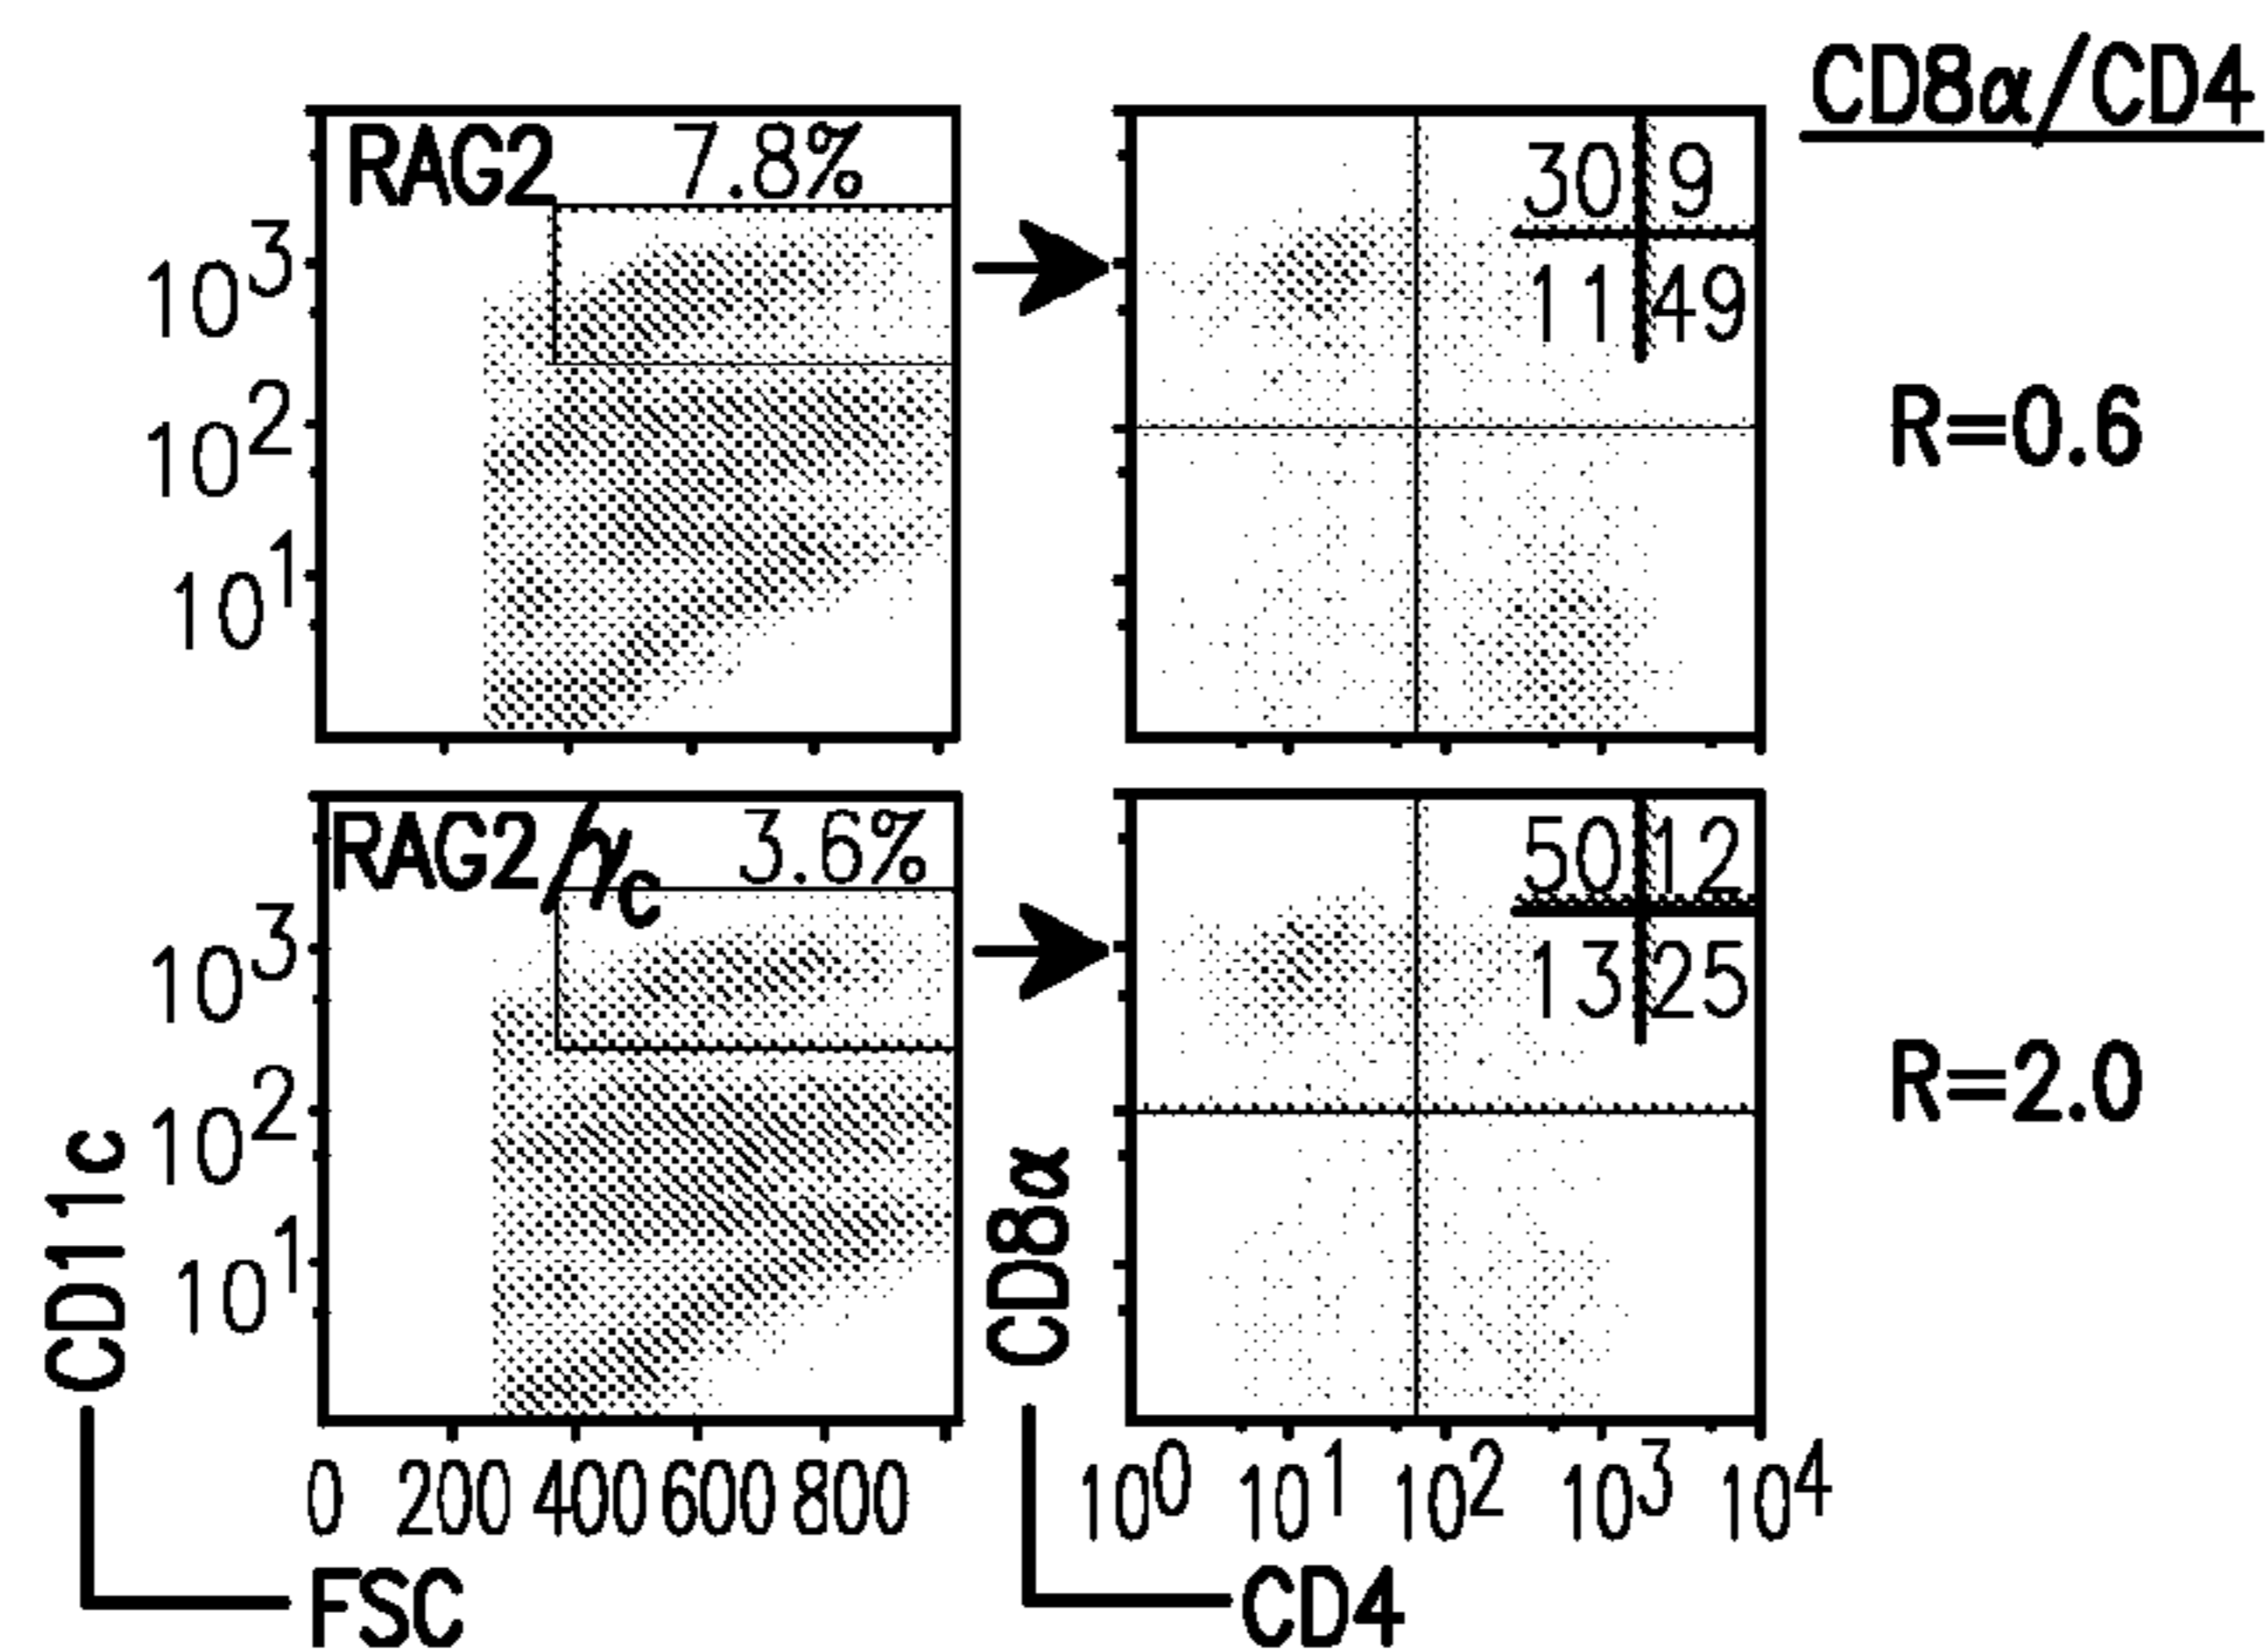 CD8α/CD4
RAG2 7.8%
30 9
11 49
10³
10²
10¹
R=0.6
RAG2/γc 3.6%
50 12
13 25
10³
10²
10¹
R=2.0
CD11c
CD8α
0 200 400 600 800
10⁰ 10¹ 10² 10³ 10⁴
FSC
CD4